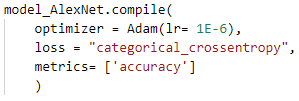 model_AlexNet.compile(
    optimizer = Adam(lr= 1E-6),
    loss = "categorical_crossentropy",
    metrics= ['accuracy']
    )